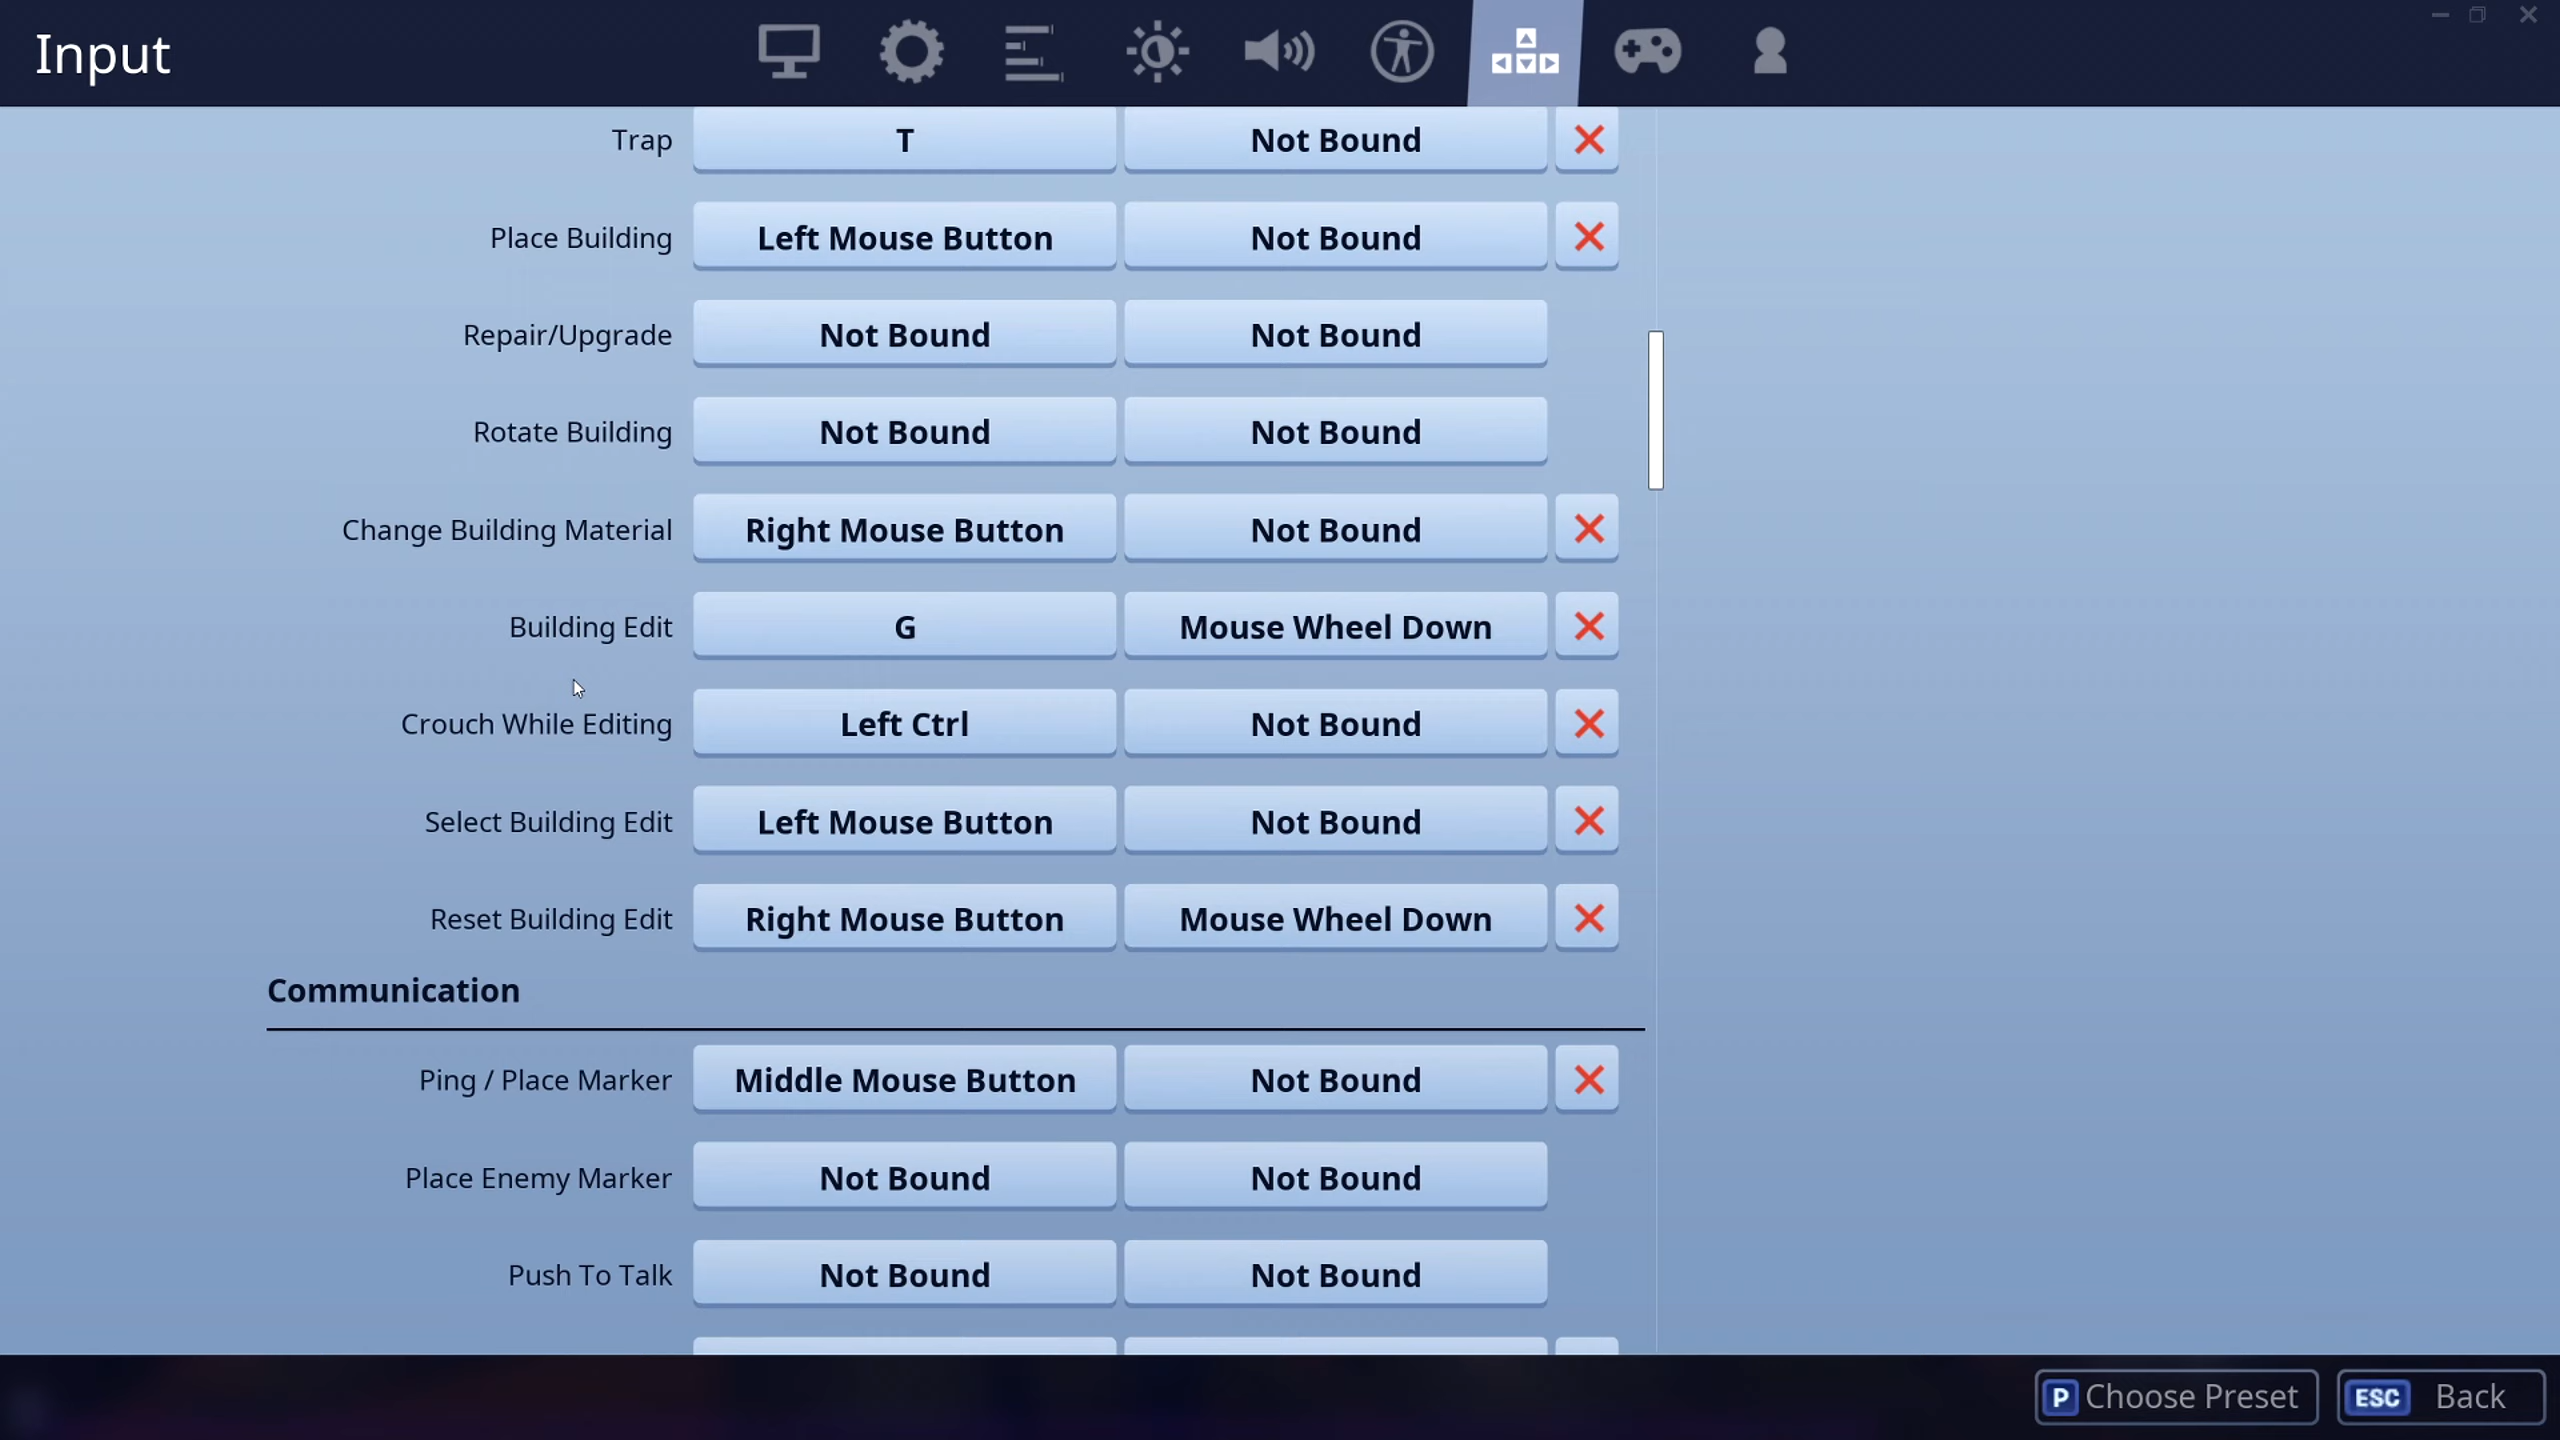 Input
Trap T Not Bound
Place Building Left Mouse Button Not Bound
Repair/Upgrade Not Bound Not Bound
Rotate Building Not Bound Not Bound
Change Building Material Right Mouse Button Not Bound
Building Edit G Mouse Wheel Down
Crouch While Editing Left Ctrl Not Bound
Select Building Edit Left Mouse Button Not Bound
Reset Building Edit Right Mouse Button Mouse Wheel Down
Communication
Ping / Place Marker Middle Mouse Button Not Bound
Place Enemy Marker Not Bound Not Bound
Push To Talk Not Bound Not Bound
P Choose Preset ESC Back